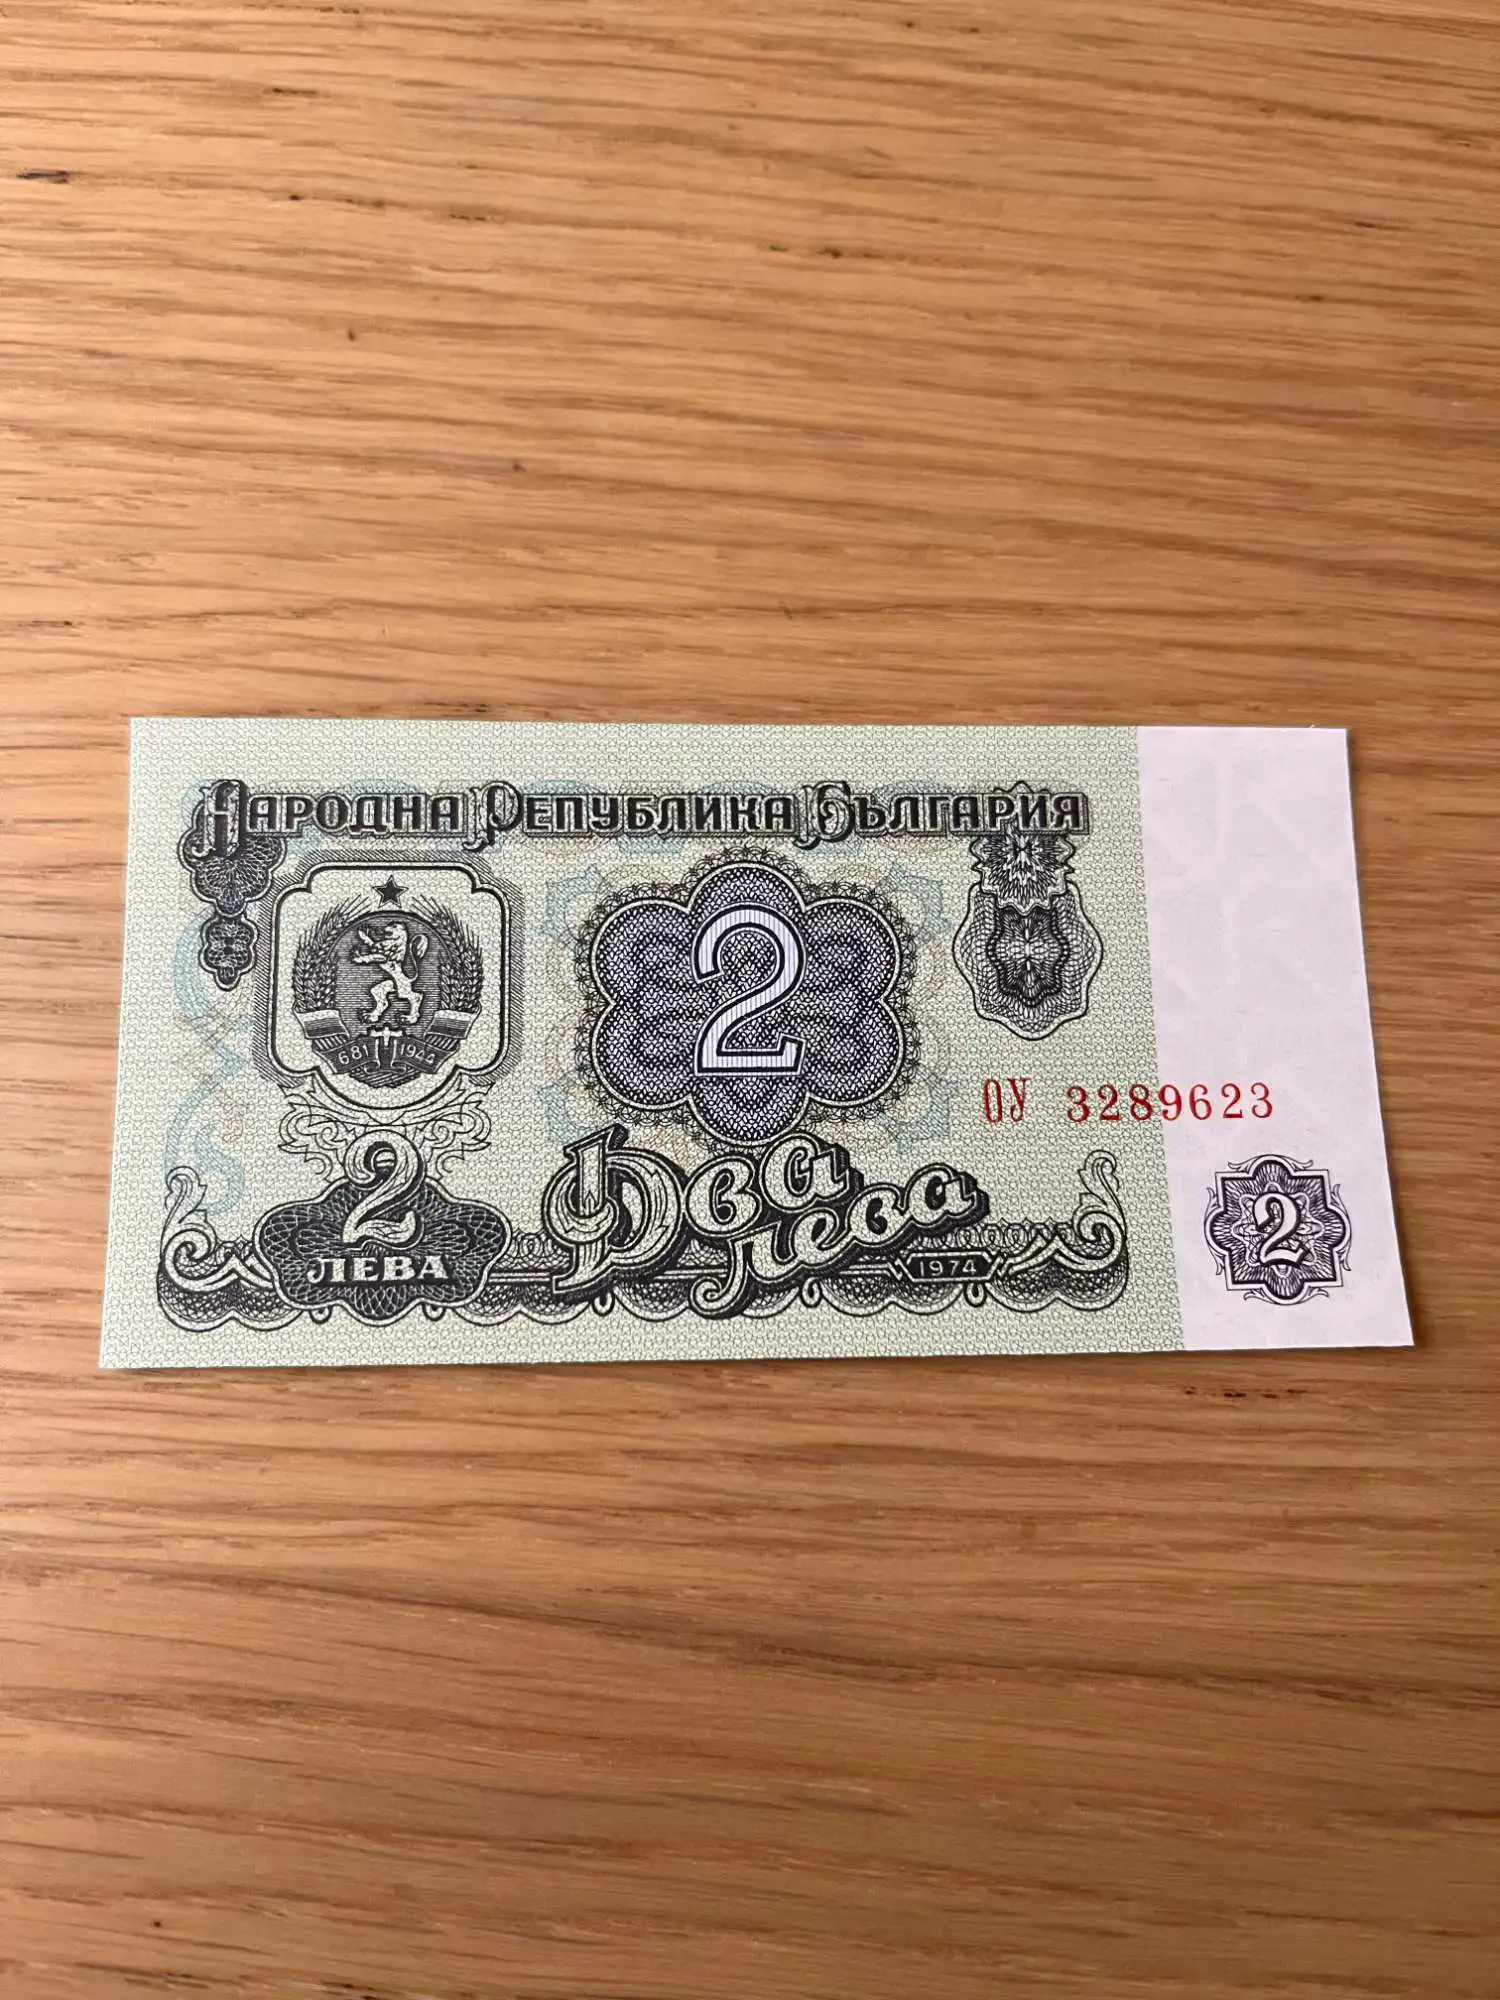 Народна Република България
681 1944
2
ОУ 3289623
2
ЛЕВА
Два
лева
1974
2